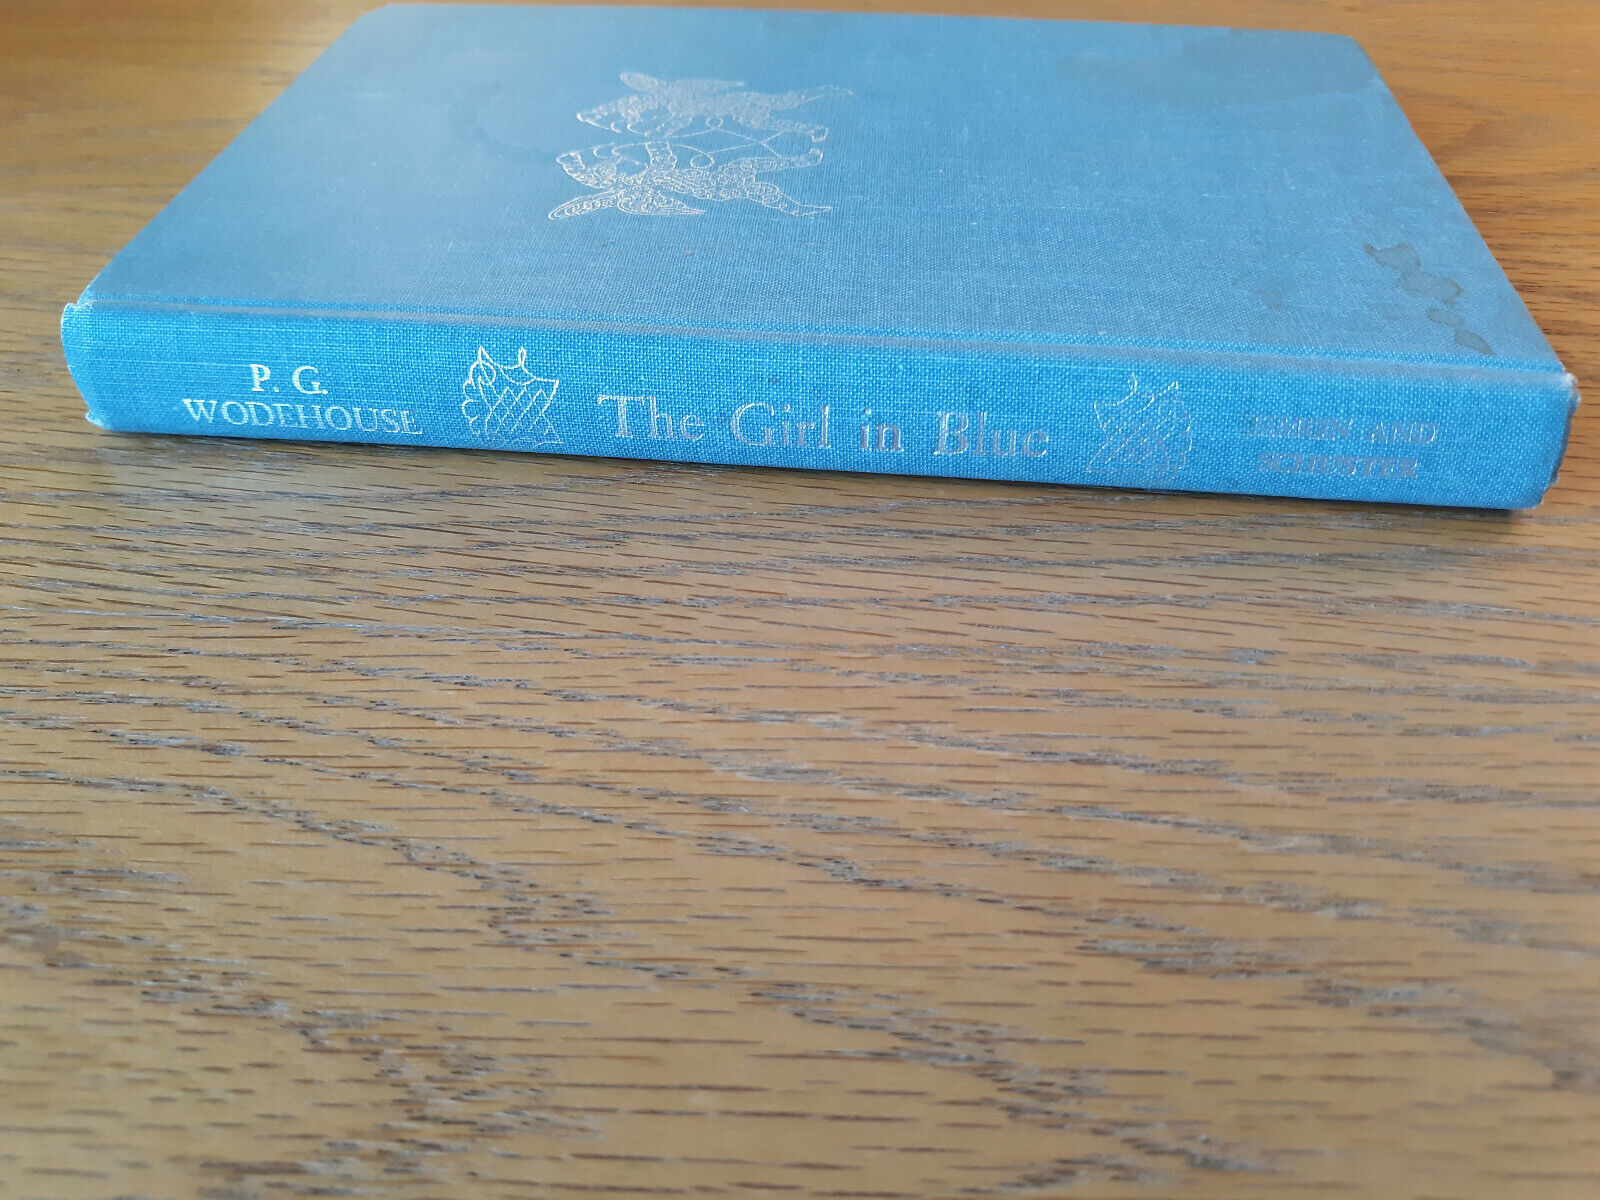 P. G.
WODEHOUSE
The Girl in Blue
SIMON AND
SCHUSTER